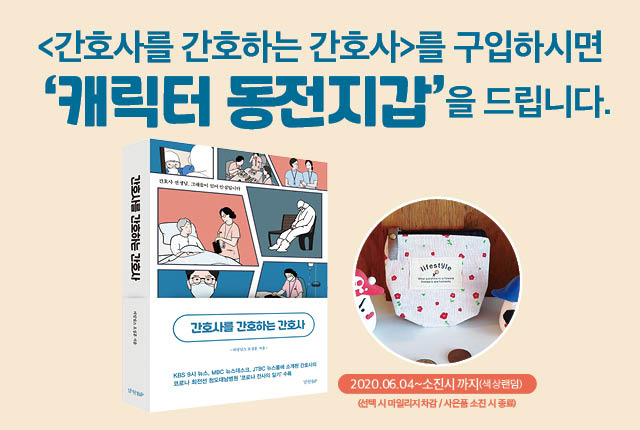 <간호사를 간호하는 간호사>를 구입하시면
‘캐릭터 동전지갑’을 드립니다.
간호사 선생님, 그대들이 있어 안심입니다
간호사를 간호하는 간호사
간호사를 간호하는 간호사
KBS 9시 뉴스, MBC 뉴스데스크, JTBC 뉴스룸에 소개된 간호사의
코로나 최전선 청도대남병원 '코로나 전사의 일기' 수록
lifestyle
2020.06.04~소진시 까지(색상랜덤)
(선택 시 마일리지 차감 / 사은품 소진 시 종료)